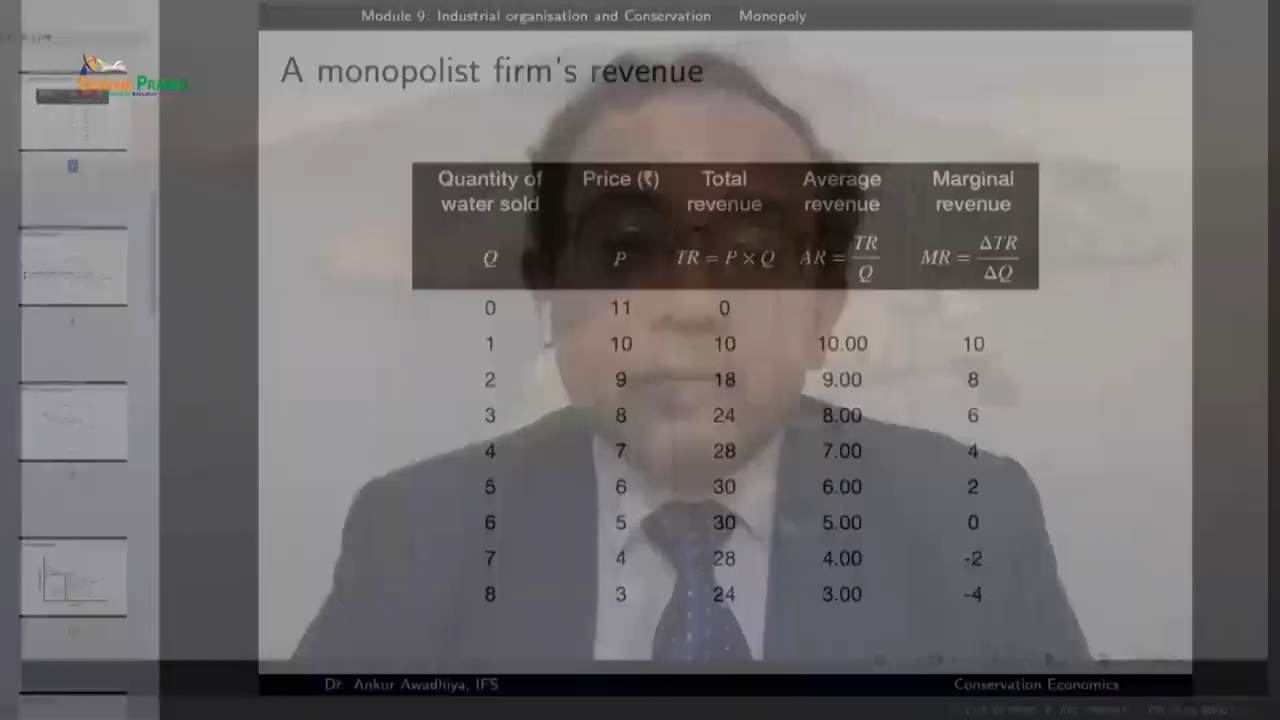 Module 9: Industrial organisation and Conservation Monopoly
A monopolist firm's revenue
Quantity of water sold Price (₹) Total revenue Average revenue Marginal revenue
Q P TR = P × Q AR = TR/Q MR = ΔTR/ΔQ
0 11 0
1 10 10 10.00 10
2 9 18 9.00 8
3 8 24 8.00 6
4 7 28 7.00 4
5 6 30 6.00 2
6 5 30 5.00 0
7 4 28 4.00 -2
8 3 24 3.00 -4
Dr. Ankur Awadhiya, IFS Conservation Economics